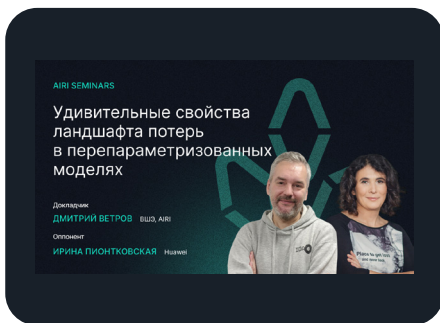 AIRI SEMINARS
Удивительные свойства
ландшафта потерь
в перепараметризованных
моделях
Докладчик
ДМИТРИЙ ВЕТРОВ ВШЭ, AIRI
Оппонент
ИРИНА ПИОНТКОВСКАЯ Huawei